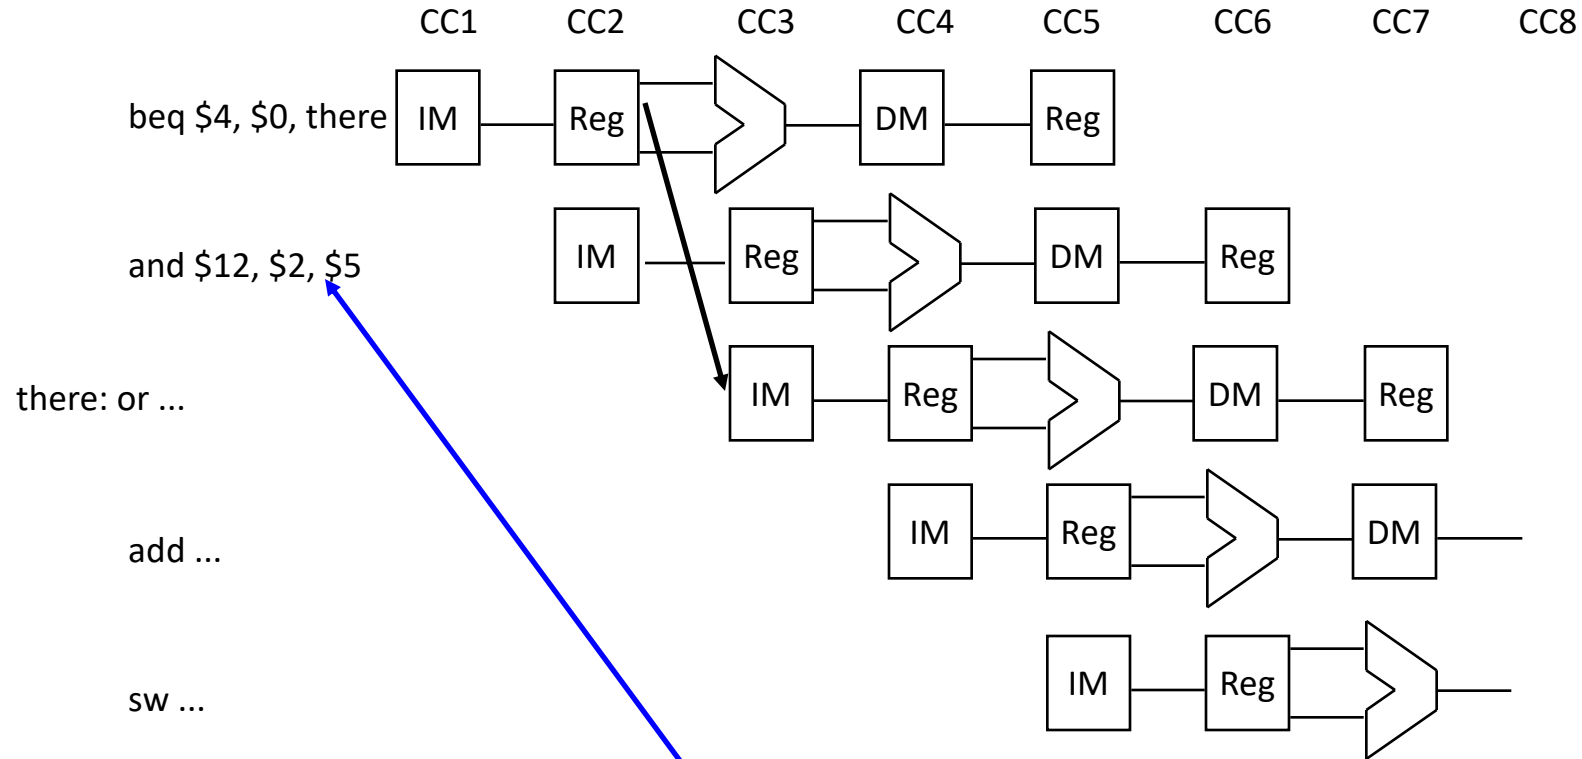 CC1 CC2 CC3 CC4 CC5 CC6 CC7 CC8
beq $4, $0, there IM Reg DM Reg
and $12, $2, $5 IM Reg DM Reg
there: or ... IM Reg DM Reg
add ... IM Reg DM
sw ... IM Reg